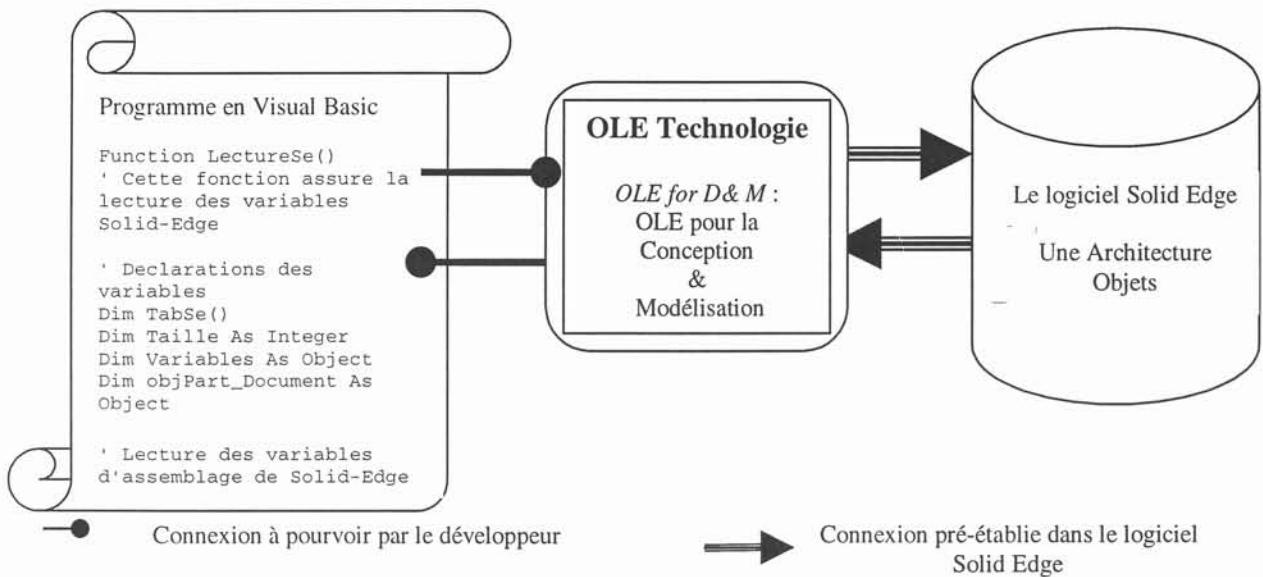 Programme en Visual Basic
Function LectureSe()
' Cette fonction assure la
lecture des variables
Solid-Edge
' Declarations des
variables
Dim TabSe()
Dim Taille As Integer
Dim Variables As Object
Dim objPart_Document As
Object
' Lecture des variables
d'assemblage de Solid-Edge
OLE Technologie
OLE for D& M :
OLE pour la
Conception
&
Modélisation
Le logiciel Solid Edge
Une Architecture
Objets
Connexion à pourvoir par le développeur
Connexion pré-établie dans le logiciel
Solid Edge